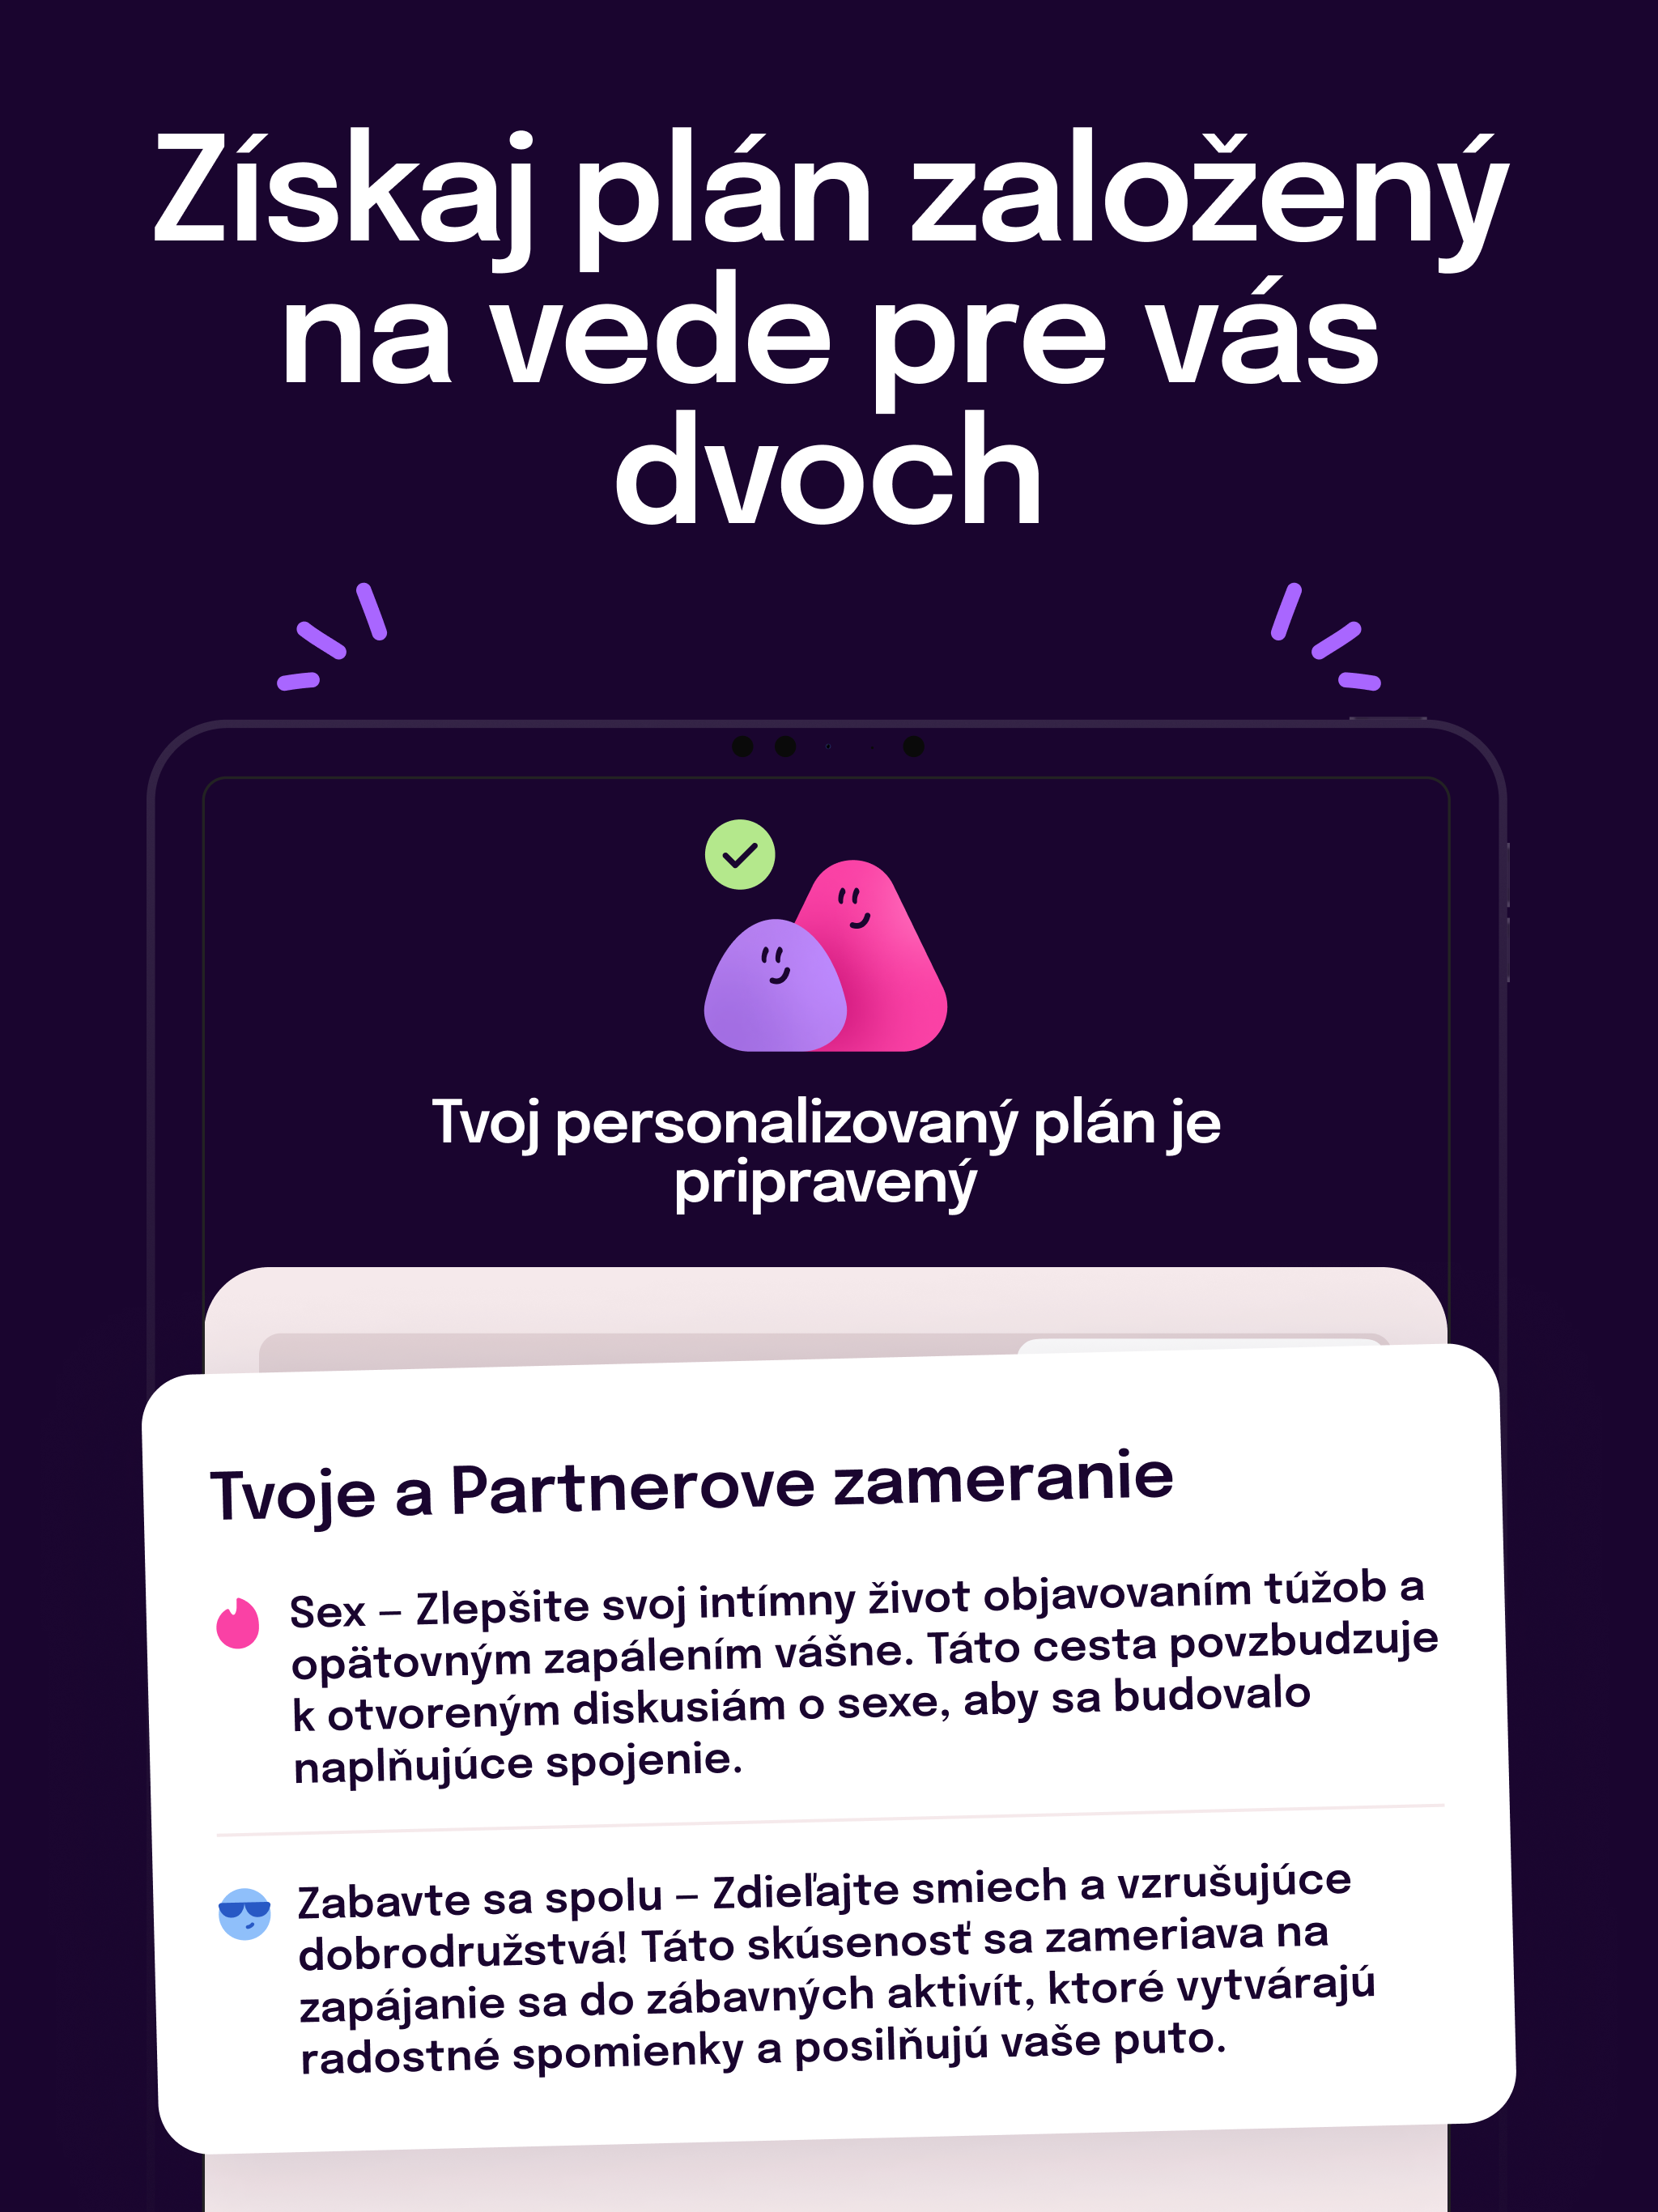 Získaj plán založený
na vede pre vás
dvoch
Tvoj personalizovaný plán je
pripravený
Tvoje a Partnerove zameranie
Sex – Zlepšite svoj intímny život objavovaním túžob a
opätovným zapálením vášne. Táto cesta povzbudzuje
k otvoreným diskusiám o sexe, aby sa budovalo
naplňujúce spojenie.
Zabavte sa spolu – Zdieľajte smiech a vzrušujúce
dobrodružstvá! Táto skúsenosť sa zameriava na
zapájanie sa do zábavných aktivít, ktoré vytvárajú
radostné spomienky a posilňujú vaše puto.